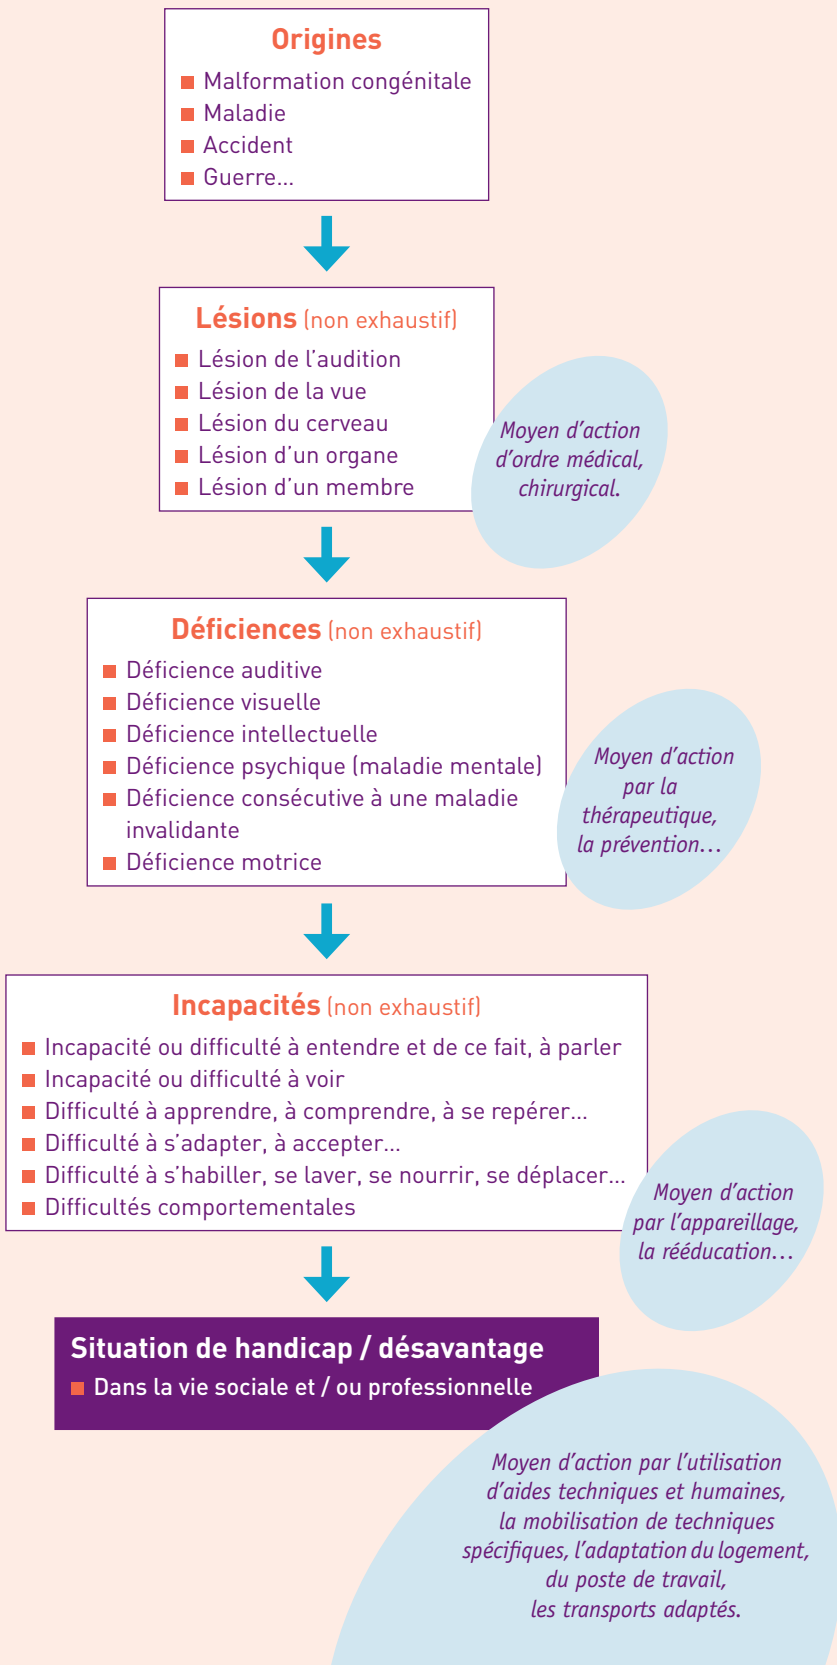 Origines
Malformation congénitale
Maladie
Accident
Guerre...
Lésions (non exhaustif)
Lésion de l'audition
Lésion de la vue
Lésion du cerveau
Lésion d'un organe
Lésion d'un membre
Moyen d'action
d'ordre médical,
chirurgical.
Déficiences (non exhaustif)
Déficience auditive
Déficience visuelle
Déficience intellectuelle
Déficience psychique (maladie mentale)
Déficience consécutive à une maladie
invalidante
Déficience motrice
Moyen d'action
par la
thérapeutique,
la prévention...
Incapacités (non exhaustif)
Incapacité ou difficulté à entendre et de ce fait, à parler
Incapacité ou difficulté à voir
Difficulté à apprendre, à comprendre, à se repérer...
Difficulté à s'adapter, à accepter...
Difficulté à s'habiller, se laver, se nourrir, se déplacer...
Difficultés comportementales
Moyen d'action
par l'appareillage,
la rééducation...
Situation de handicap / désavantage
Dans la vie sociale et / ou professionnelle
Moyen d'action par l'utilisation
d'aides techniques et humaines,
la mobilisation de techniques
spécifiques, l'adaptation du logement,
du poste de travail,
les transports adaptés.